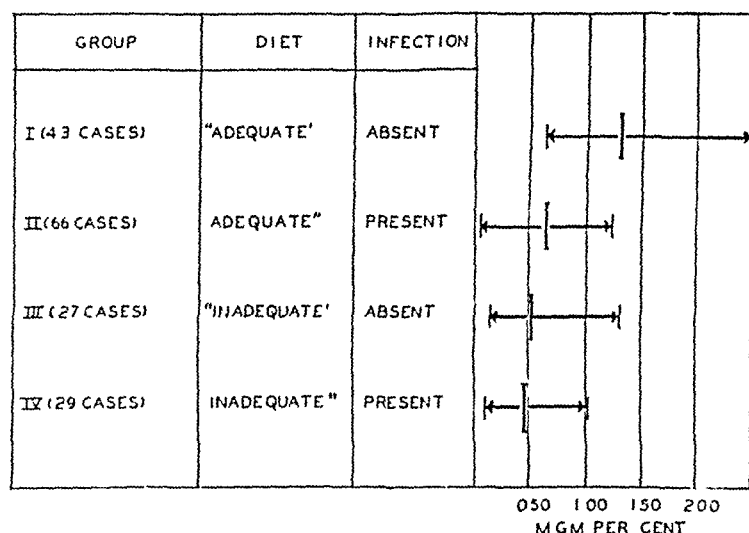 GROUP DIET INFECTION
I (43 CASES) "ADEQUATE' ABSENT
II (66 CASES) ADEQUATE" PRESENT
III (27 CASES) "INADEQUATE' ABSENT
IV (29 CASES) INADEQUATE" PRESENT
050 100 150 200
MGM PER CENT